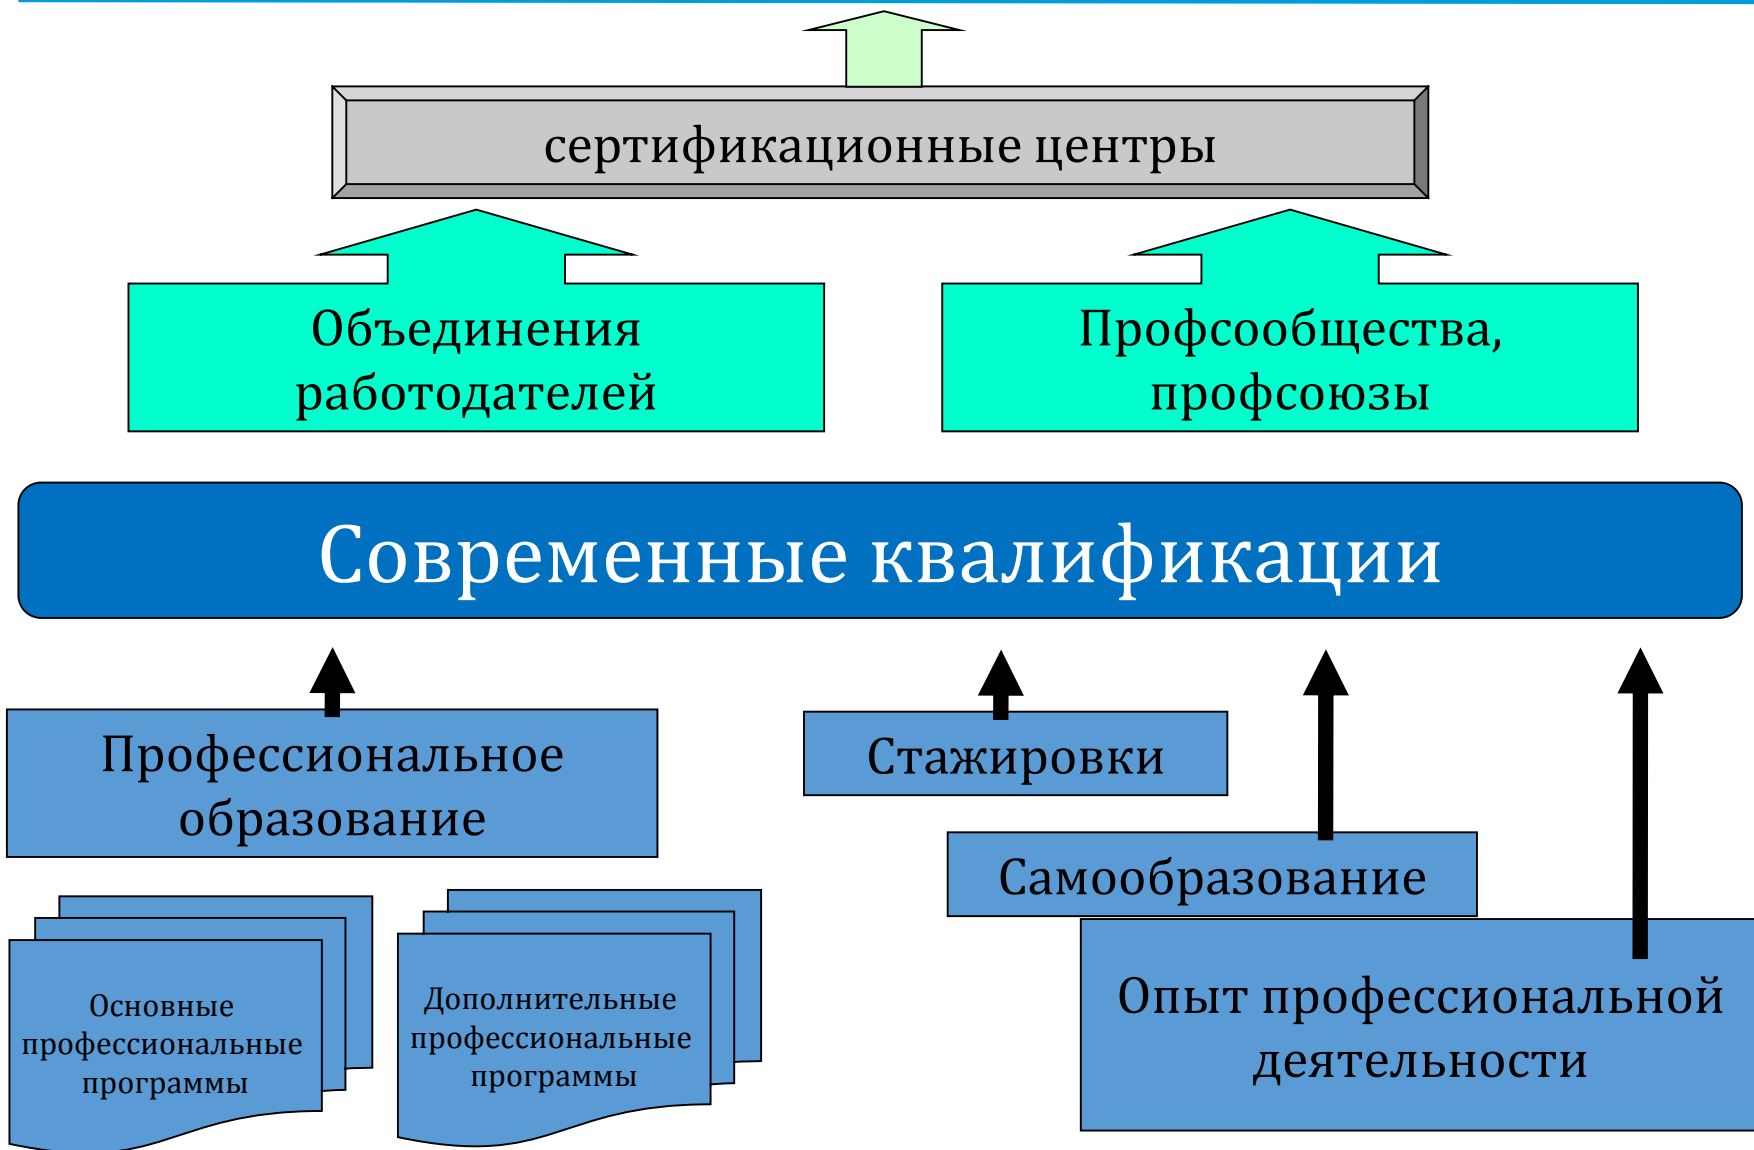 сертификационные центры
Объединения
работодателей
Профсообщества,
профсоюзы
Современные квалификации
Профессиональное
образование
Стажировки
Самообразование
Основные
профессиональные
программы
Дополнительные
профессиональные
программы
Опыт профессиональной
деятельности